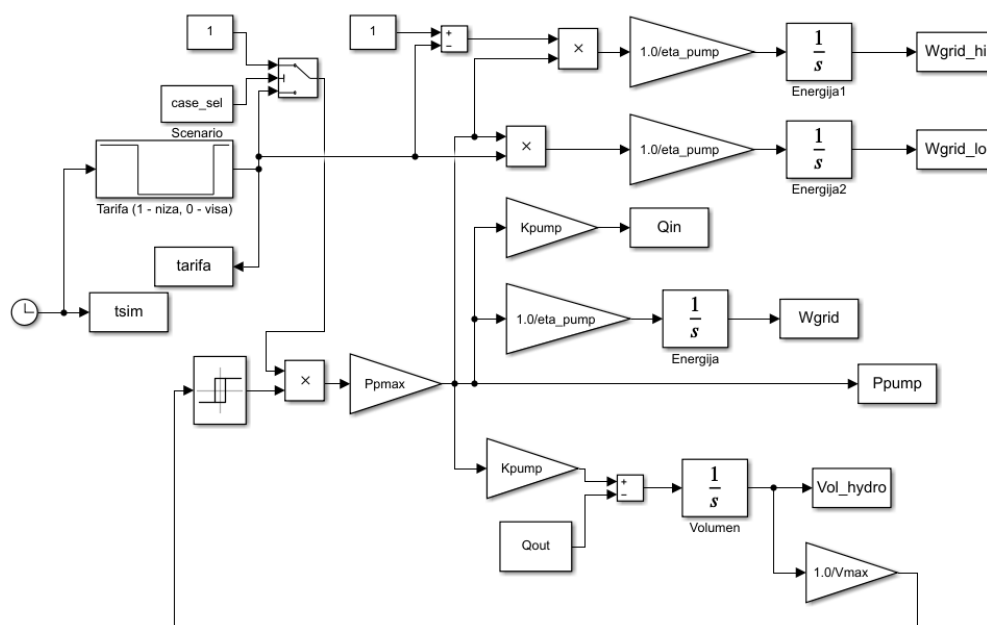 1
1
1.0/eta_pump
1
s
Energija1
Wgrid_hi
case_sel
Scenario
×
×
1.0/eta_pump
1
s
Energija2
Wgrid_lo
Tarifa (1 - niza, 0 - visa)
Kpump
Qin
tarifa
tsim
1.0/eta_pump
1
s
Energija
Wgrid
×
Ppmax
Ppump
Kpump
1
s
Volumen
Vol_hydro
Qout
1.0/Vmax